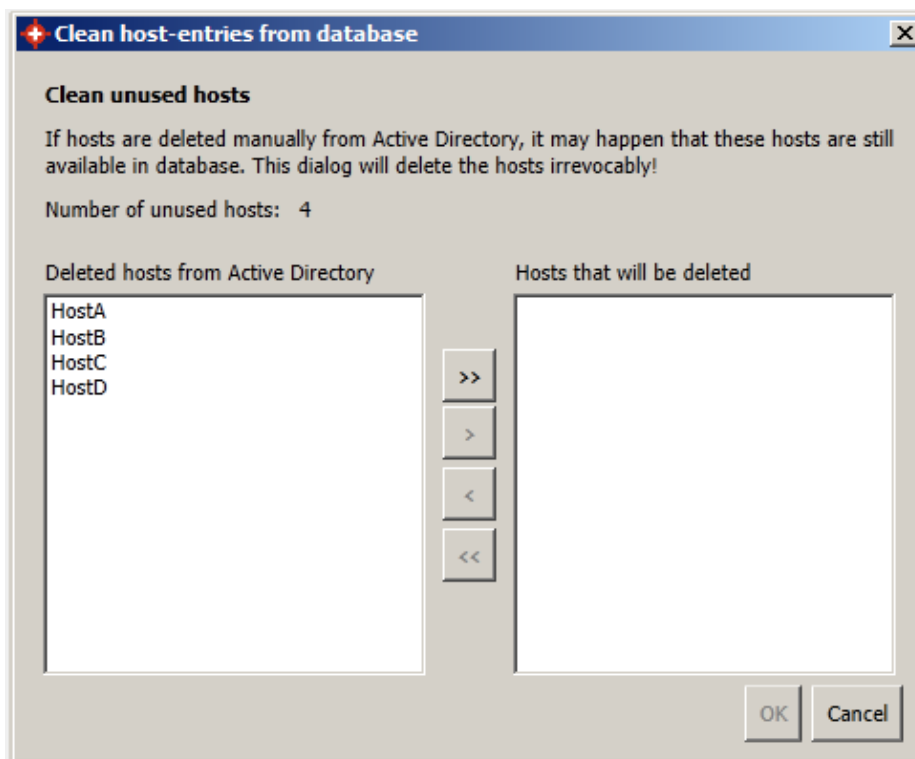 Clean host-entries from database
Clean unused hosts
If hosts are deleted manually from Active Directory, it may happen that these hosts are still
available in database. This dialog will delete the hosts irrevocably!
Number of unused hosts: 4
Deleted hosts from Active Directory
HostA
HostB
HostC
HostD
>>
>
<
<<
Hosts that will be deleted
OK
Cancel